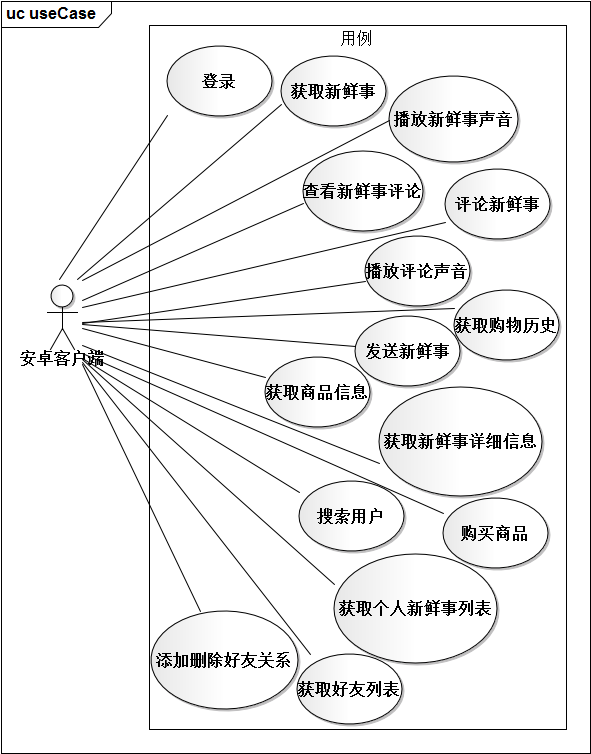 uc useCase
用例
登录
获取新鲜事
播放新鲜事声音
查看新鲜事评论
评论新鲜事
播放评论声音
获取购物历史
发送新鲜事
安卓客户端
获取商品信息
获取新鲜事详细信息
搜索用户
购买商品
获取个人新鲜事列表
添加删除好友关系
获取好友列表